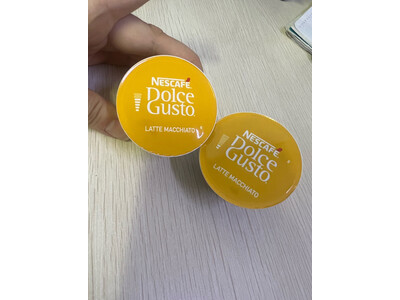 NESCAFÉ
Dolce
Gusto
LATTE MACCHIATO
NESCAFÉ
Dolce
Gusto
LATTE MACCHIATO